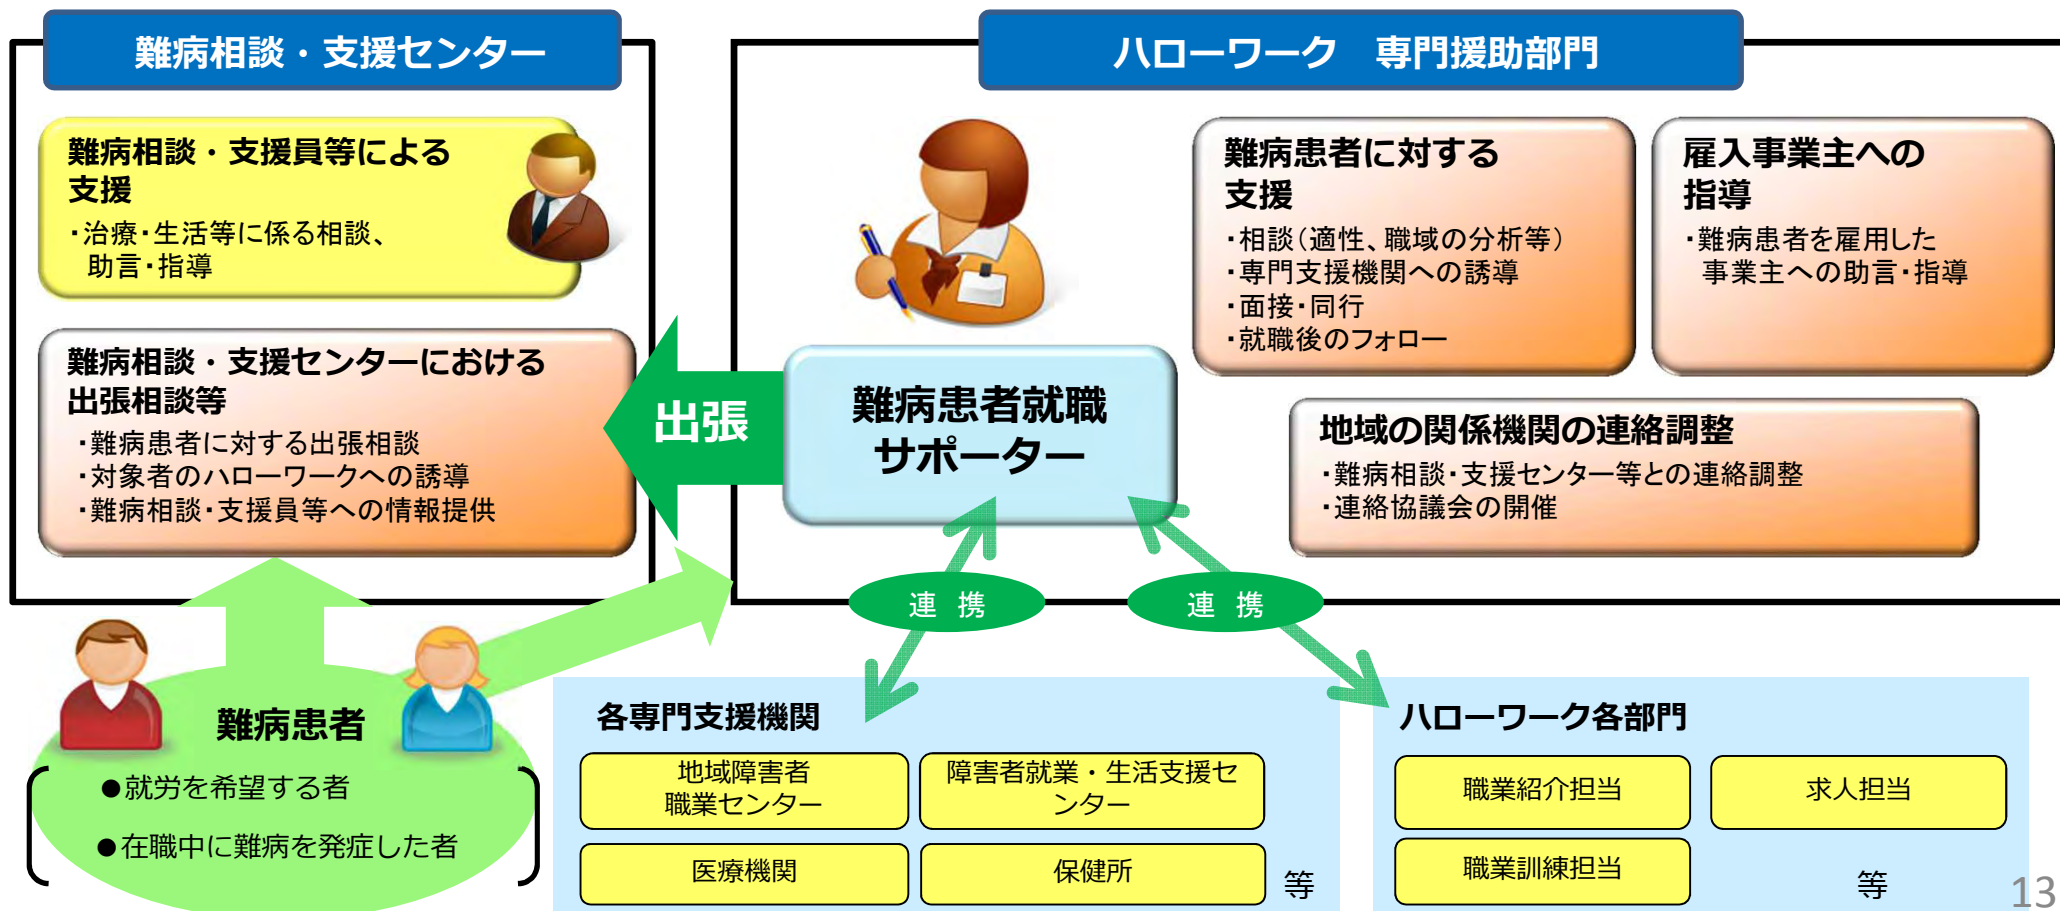 難病相談・支援センター
難病相談・支援員等による
支援
・治療・生活等に係る相談、
助言・指導
難病相談・支援センターにおける
出張相談等
・難病患者に対する出張相談
・対象者のハローワークへの誘導
・難病相談・支援員等への情報提供
出張
ハローワーク　専門援助部門
難病患者就職
サポーター
難病患者に対する
支援
・相談（適性、職域の分析等）
・専門支援機関への誘導
・面接・同行
・就職後のフォロー
雇入事業主への
指導
・難病患者を雇用した
事業主への助言・指導
地域の関係機関の連絡調整
・難病相談・支援センター等との連絡調整
・連絡協議会の開催
連 携
連 携
難病患者
●就労を希望する者
●在職中に難病を発症した者
各専門支援機関
地域障害者
職業センター
障害者就業・生活支援セ
ンター
医療機関
保健所
等
ハローワーク各部門
職業紹介担当
求人担当
職業訓練担当
等
13